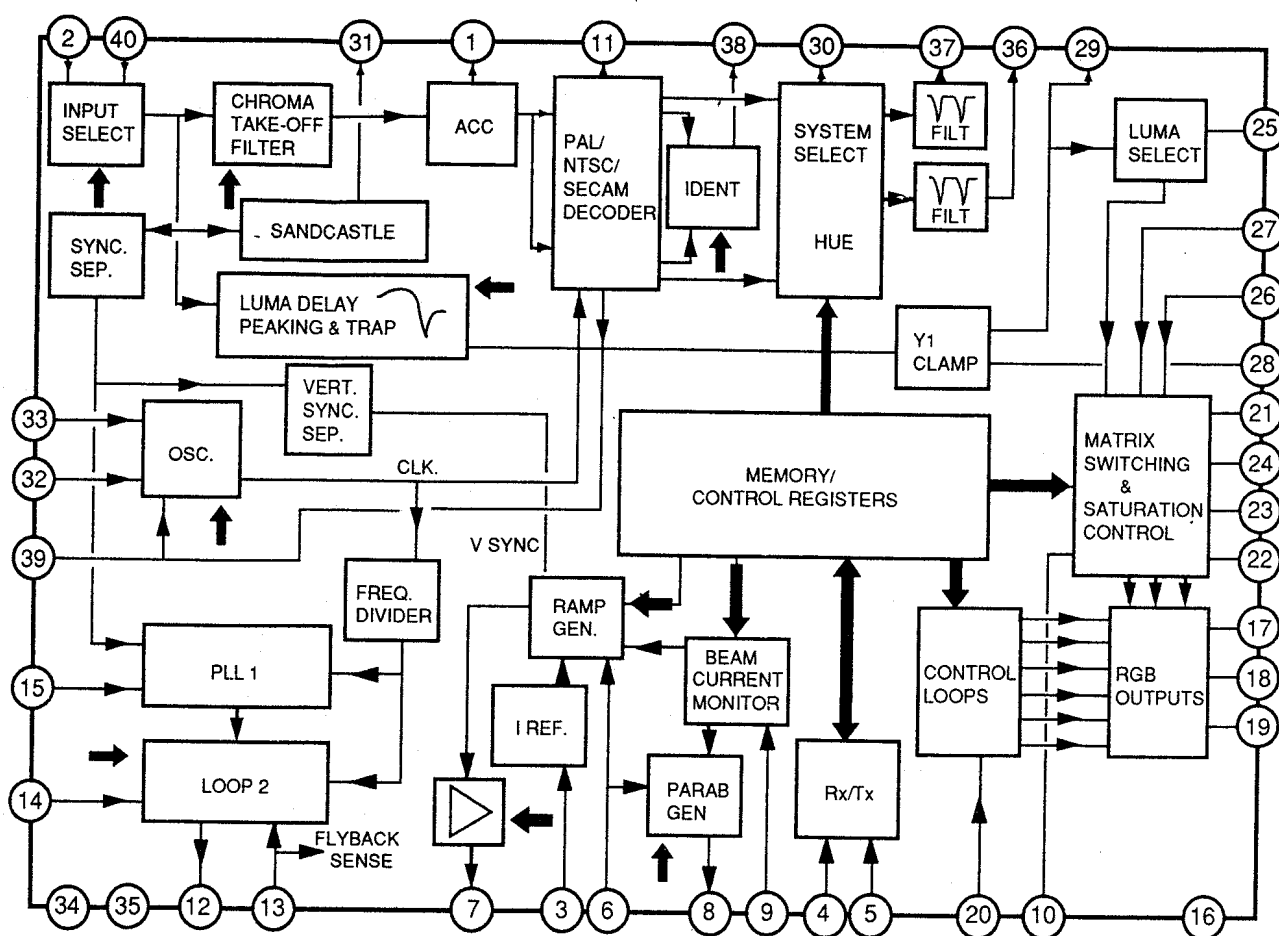 2
40
31
1
11
38
30
37
36
29
INPUT
SELECT
CHROMA
TAKE-OFF
FILTER
ACC
PAL/
NTSC/
SECAM
DECODER
IDENT
SYSTEM
SELECT
HUE
FILT
FILT
LUMA
SELECT
25
SYNC.
SEP.
SANDCASTLE
27
LUMA DELAY
PEAKING & TRAP
26
Y1
CLAMP
28
VERT.
SYNC.
SEP.
33
OSC.
32
CLK.
39
V SYNC
MEMORY/
CONTROL REGISTERS
MATRIX
SWITCHING
&
SATURATION
CONTROL
21
24
23
22
FREQ.
DIVIDER
RAMP
GEN.
PLL 1
15
I REF.
BEAM
CURRENT
MONITOR
CONTROL
LOOPS
RGB
OUTPUTS
17
18
19
LOOP 2
14
PARAB
GEN
Rx/Tx
FLYBACK
SENSE
34
35
12
13
7
3
6
8
9
4
5
20
10
16